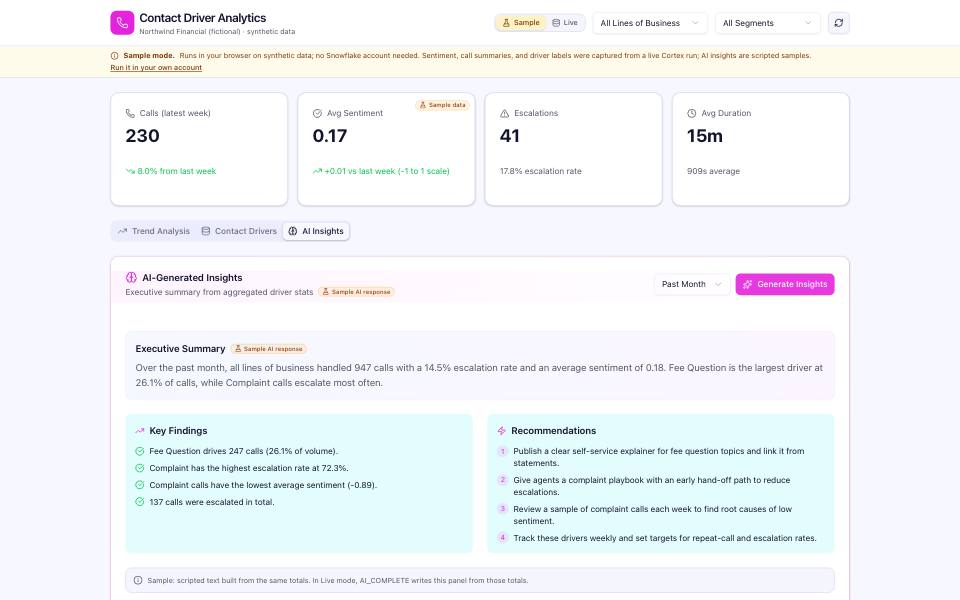 Contact Driver Analytics
Northwind Financial (fictional) · synthetic data
Sample
Live
All Lines of Business
All Segments
Sample mode. Runs in your browser on synthetic data; no Snowflake account needed. Sentiment, call summaries, and driver labels were captured from a live Cortex run; AI insights are scripted samples.
Run it in your own account
Calls (latest week)
230
8.0% from last week
Sample data
Avg Sentiment
0.17
+0.01 vs last week (-1 to 1 scale)
Escalations
41
17.8% escalation rate
Avg Duration
15m
909s average
Trend Analysis
Contact Drivers
AI Insights
AI-Generated Insights
Executive summary from aggregated driver stats
Sample AI response
Past Month
Generate Insights
Executive Summary
Sample AI response
Over the past month, all lines of business handled 947 calls with a 14.5% escalation rate and an average sentiment of 0.18. Fee Question is the largest driver at
26.1% of calls, while Complaint calls escalate most often.
Key Findings
Fee Question drives 247 calls (26.1% of volume).
Complaint has the highest escalation rate at 72.3%.
Complaint calls have the lowest average sentiment (-0.89).
137 calls were escalated in total.
Recommendations
1 Publish a clear self-service explainer for fee question topics and link it from
statements.
2 Give agents a complaint playbook with an early hand-off path to reduce
escalations.
3 Review a sample of complaint calls each week to find root causes of low
sentiment.
4 Track these drivers weekly and set targets for repeat-call and escalation rates.
Sample: scripted text built from the same totals. In Live mode, AI_COMPLETE writes this panel from those totals.